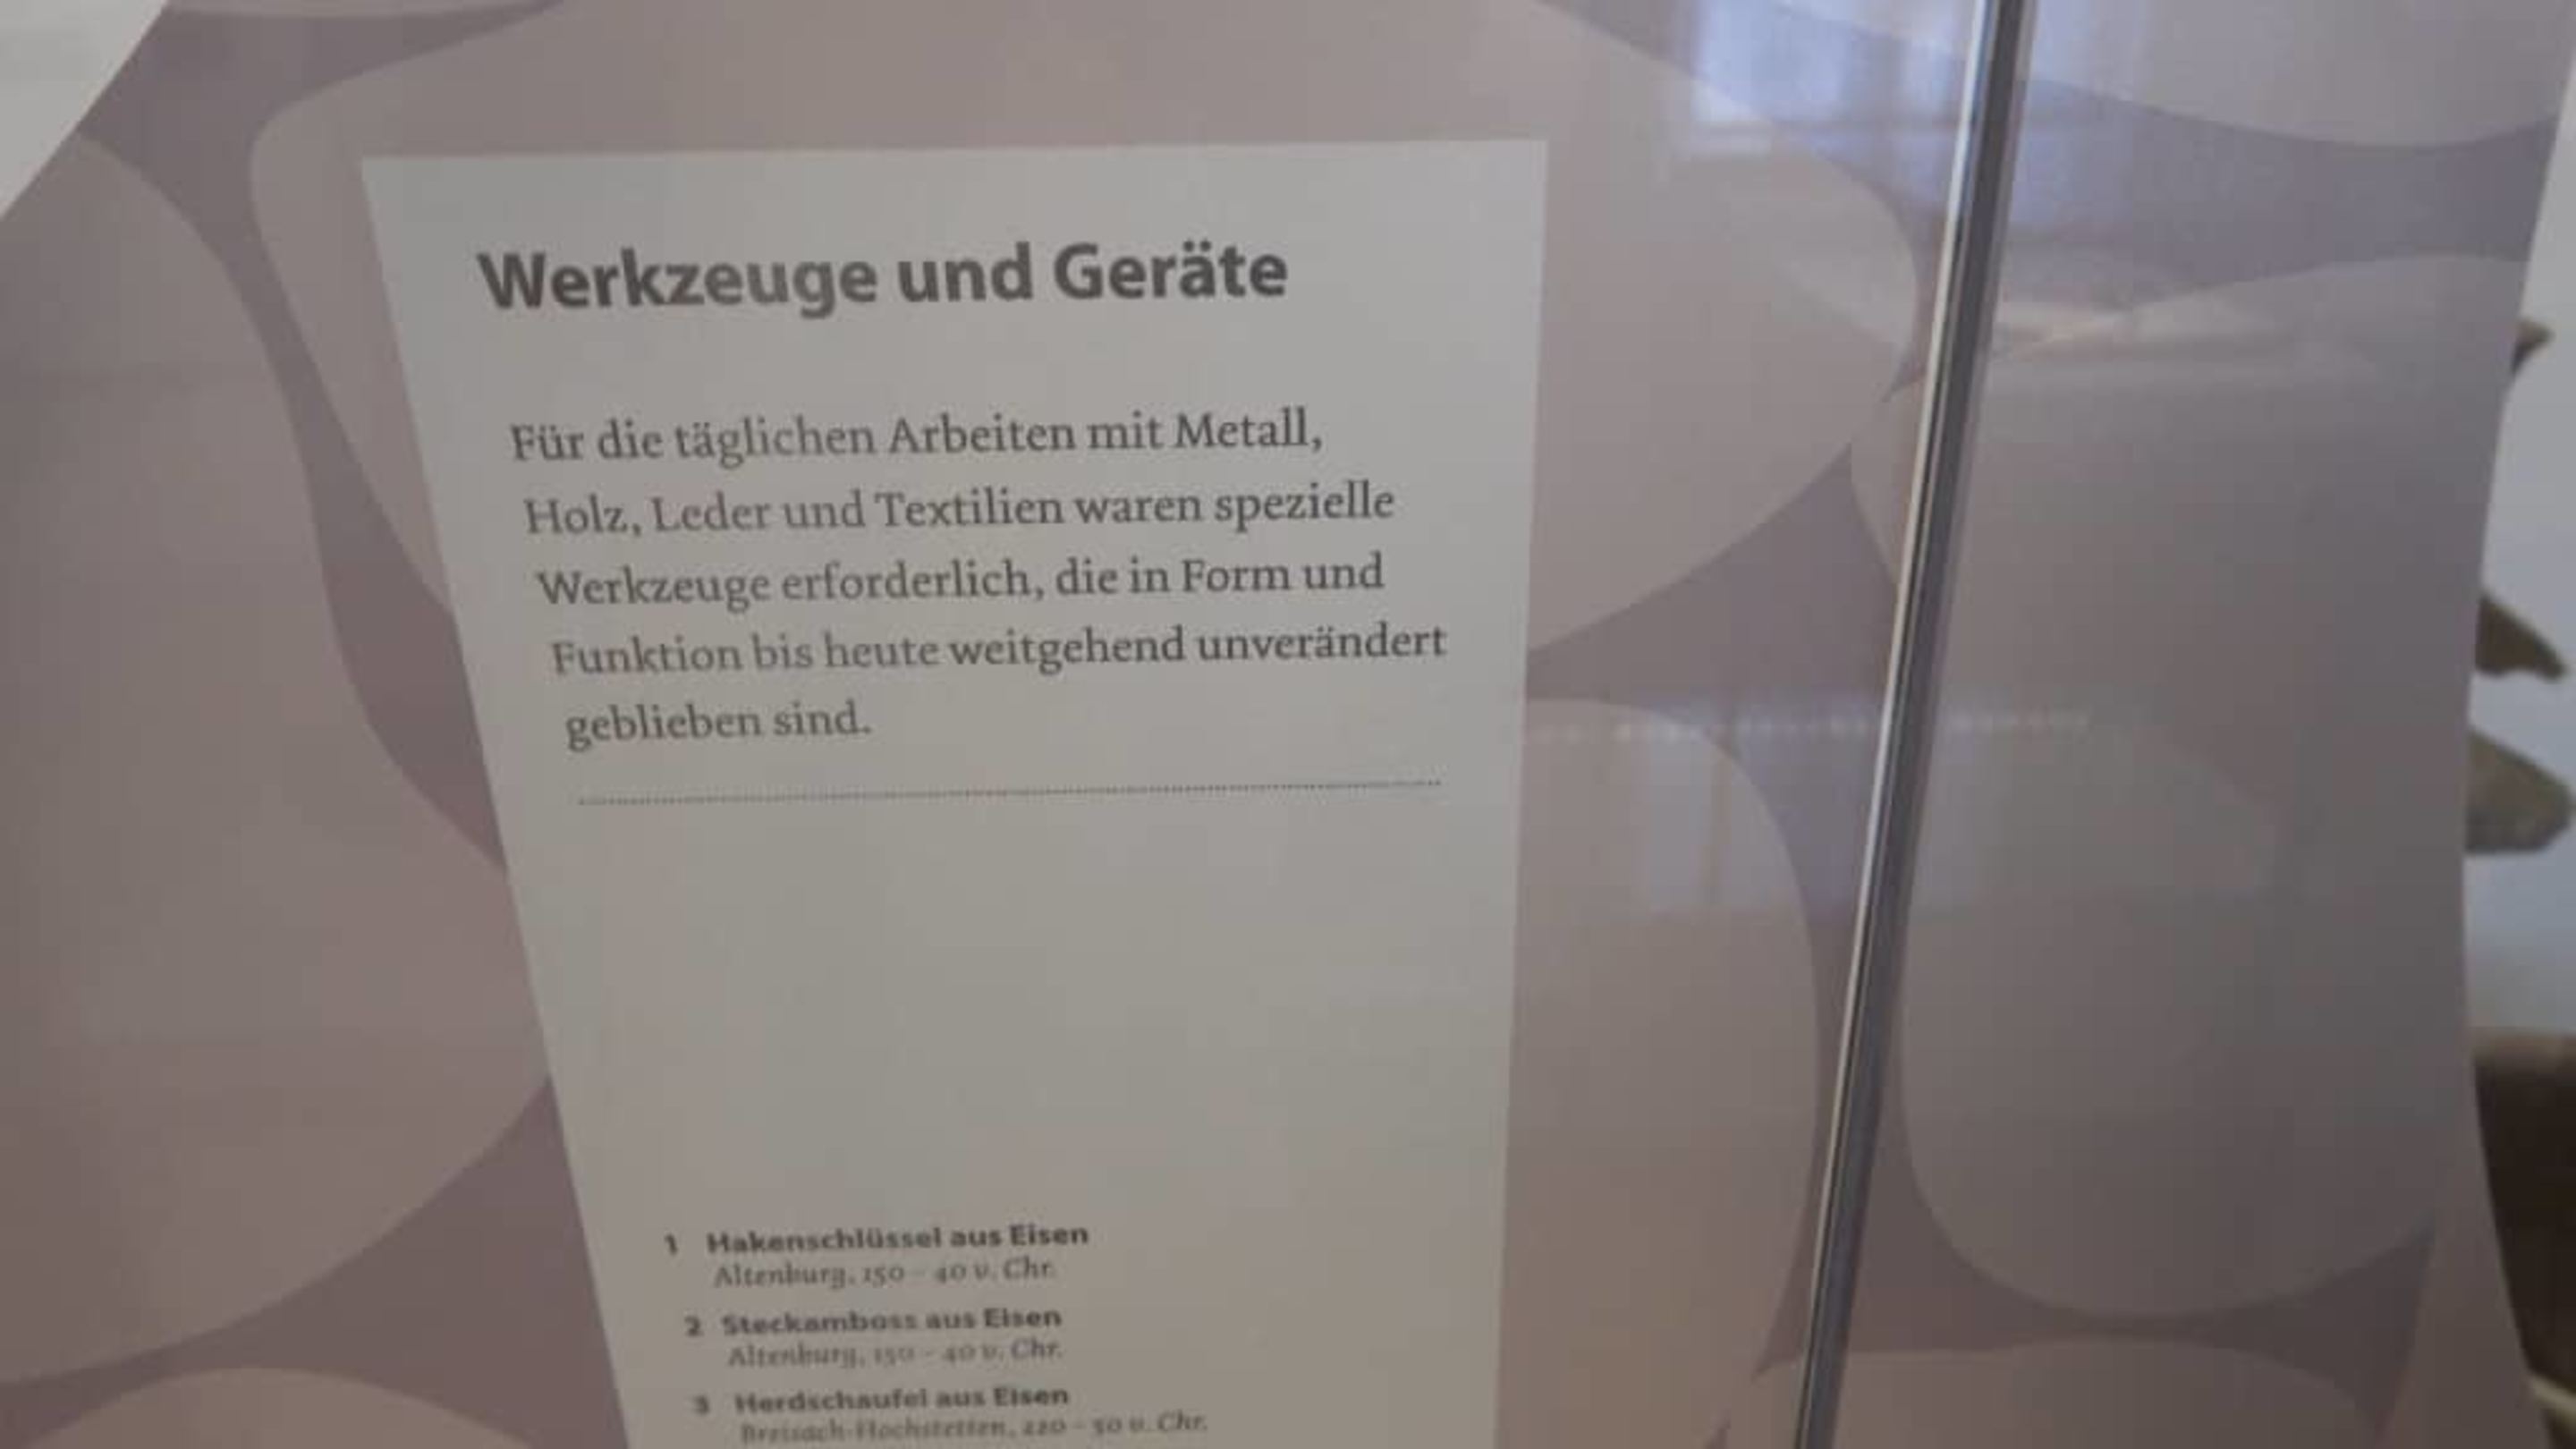 Werkzeuge und Geräte
Für die täglichen Arbeiten mit Metall,
Holz, Leder und Textilien waren spezielle
Werkzeuge erforderlich, die in Form und
Funktion bis heute weitgehend unverändert
geblieben sind.
1 Hakenschlüssel aus Eisen
Altenburg, 150 – 40 v. Chr.
2 Steckamboss aus Eisen
Altenburg, 150 – 40 v. Chr.
3 Herdschaufel aus Eisen
Breisach-Hochstetten, 220 – 50 v. Chr.